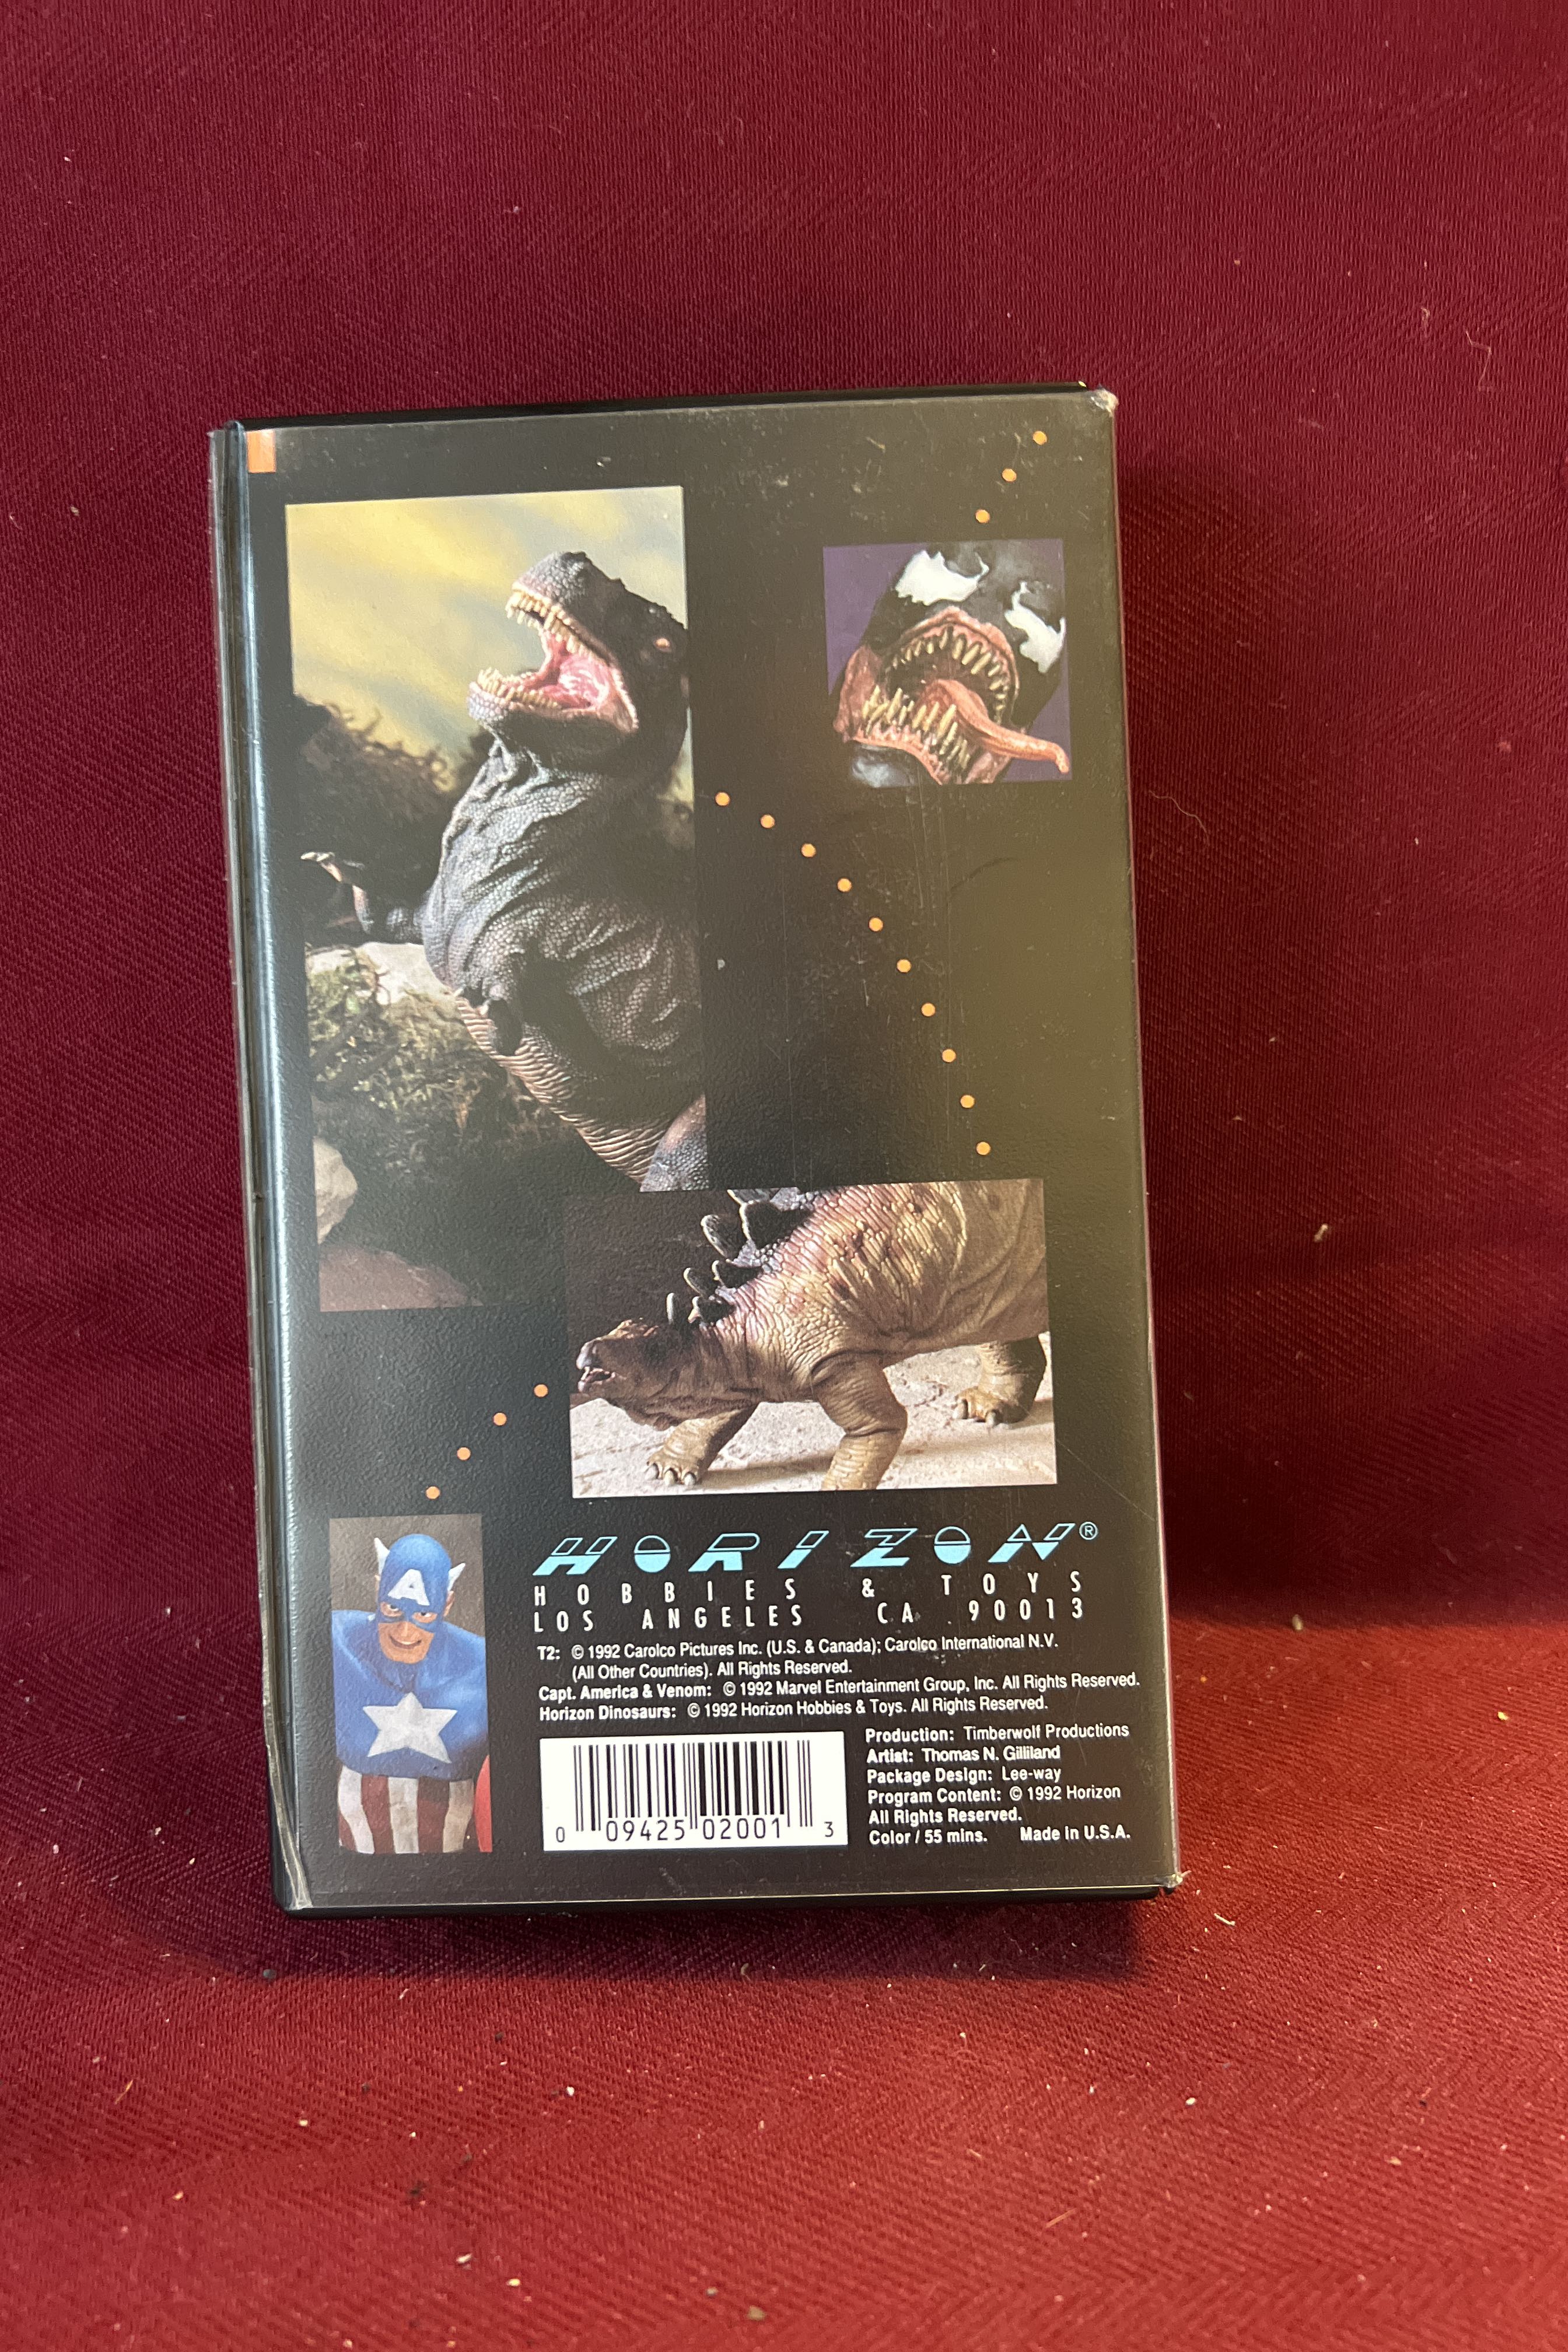 A
HORIZON®
HOBBIES & TOYS
LOS ANGELES CA 90013
T2: © 1992 Carolco Pictures Inc. (U.S. & Canada); Carolco International N.V.
(All Other Countries). All Rights Reserved.
Capt. America & Venom: © 1992 Marvel Entertainment Group, Inc. All Rights Reserved.
Horizon Dinosaurs: © 1992 Horizon Hobbies & Toys. All Rights Reserved.
0 09425 02001 3
Production: Timberwolf Productions
Artist: Thomas N. Gilliland
Package Design: Lee-way
Program Content: © 1992 Horizon
All Rights Reserved.
Color / 55 mins. Made in U.S.A.